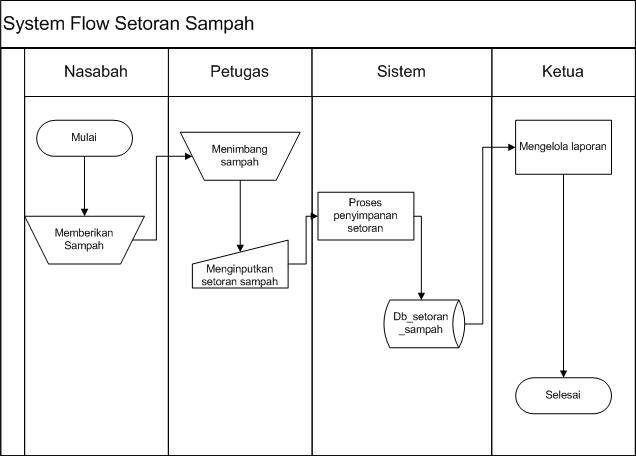 System Flow Setoran Sampah
Nasabah
Petugas
Sistem
Ketua
Mulai
Memberikan
Sampah
Menimbang
sampah
Menginputkan
setoran sampah
Proses
penyimpanan
setoran
Db_setoran
_sampah
Mengelola laporan
Selesai